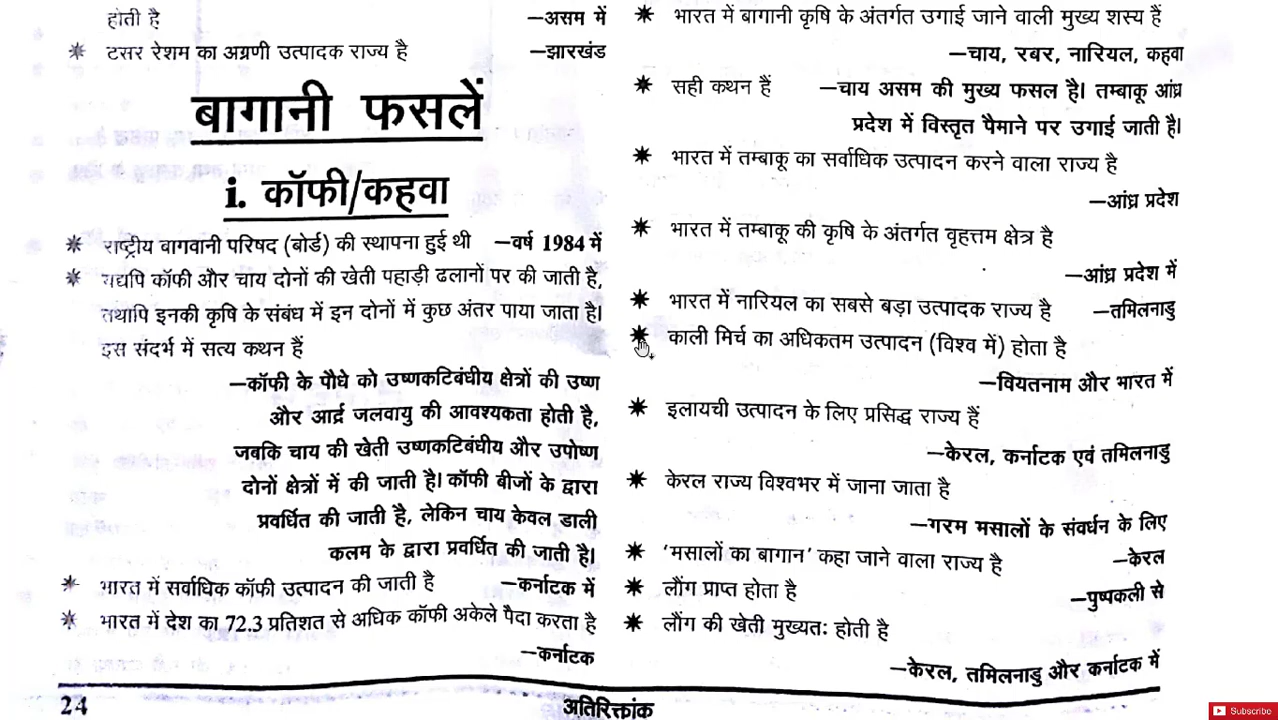 होती है —असम में
✷ टसर रेशम का अग्रणी उत्पादक राज्य है —झारखंड
बागानी फसलें
i. कॉफी/कहवा
✷ राष्ट्रीय बागवानी परिषद (बोर्ड) की स्थापना हुई थी —वर्ष 1984 में
✷ यद्यपि कॉफी और चाय दोनों की खेती पहाड़ी ढलानों पर की जाती है,
तथापि इनकी कृषि के संबंध में इन दोनों में कुछ अंतर पाया जाता है।
इस संदर्भ में सत्य कथन हैं
—कॉफी के पौधे को उष्णकटिबंधीय क्षेत्रों की उष्ण
और आर्द्र जलवायु की आवश्यकता होती है,
जबकि चाय की खेती उष्णकटिबंधीय और उपोष्ण
दोनों क्षेत्रों में की जाती है। कॉफी बीजों के द्वारा
प्रवर्धित की जाती है, लेकिन चाय केवल डाली
कलम के द्वारा प्रवर्धित की जाती है।
✷ भारत में सर्वाधिक कॉफी उत्पादन की जाती है —कर्नाटक में
✷ भारत में देश का 72.3 प्रतिशत से अधिक कॉफी अकेले पैदा करता है
—कर्नाटक
✷ भारत में बागानी कृषि के अंतर्गत उगाई जाने वाली मुख्य शस्य हैं
—चाय, रबर, नारियल, कहवा
✷ सही कथन हैं —चाय असम की मुख्य फसल है। तम्बाकू आंध्र
प्रदेश में विस्तृत पैमाने पर उगाई जाती है।
✷ भारत में तम्बाकू का सर्वाधिक उत्पादन करने वाला राज्य है
—आंध्र प्रदेश
✷ भारत में तम्बाकू की कृषि के अंतर्गत वृहत्तम क्षेत्र है
—आंध्र प्रदेश में
✷ भारत में नारियल का सबसे बड़ा उत्पादक राज्य है —तमिलनाडु
✷ काली मिर्च का अधिकतम उत्पादन (विश्व में) होता है
—वियतनाम और भारत में
✷ इलायची उत्पादन के लिए प्रसिद्ध राज्य हैं
—केरल, कर्नाटक एवं तमिलनाडु
✷ केरल राज्य विश्वभर में जाना जाता है
—गरम मसालों के संवर्धन के लिए
✷ ‘मसालों का बागान’ कहा जाने वाला राज्य है —केरल
✷ लौंग प्राप्त होता है —पुष्पकली से
✷ लौंग की खेती मुख्यतः होती है
—केरल, तमिलनाडु और कर्नाटक में
24 अतिरिक्तांक
Subscribe